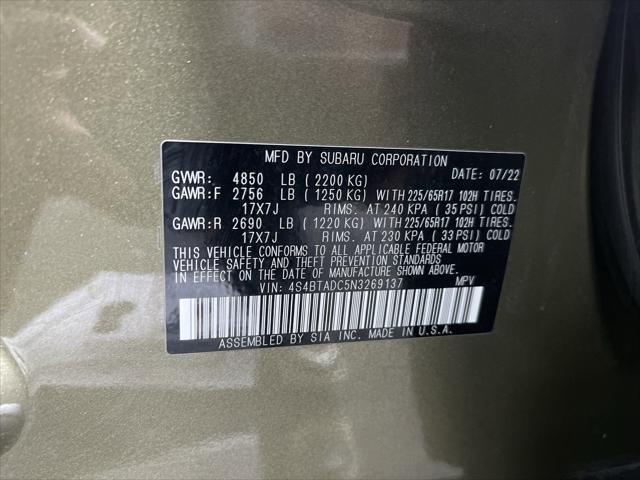 MFD BY SUBARU CORPORATION
DATE: 07/22
GVWR: 4850 LB (2200 KG)
GAWR:F 2756 LB (1250 KG) WITH 225/65R17 102H TIRES.
17X7J RIMS. AT 240 KPA (35 PSI) COLD
GAWR:R 2690 LB (1220 KG) WITH 225/65R17 102H TIRES.
17X7J RIMS. AT 230 KPA (33 PSI) COLD
THIS VEHICLE CONFORMS TO ALL APPLICABLE FEDERAL MOTOR
VEHICLE SAFETY AND THEFT PREVENTION STANDARDS
IN EFFECT ON THE DATE OF MANUFACTURE SHOWN ABOVE.
VIN: 4S4BTADC5N3269137 MPV
ASSEMBLED BY SIA INC. MADE IN U.S.A.